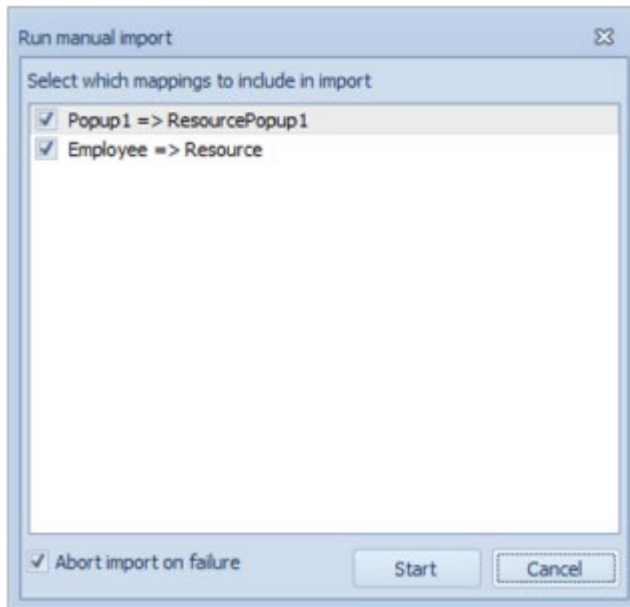 Run manual import
Select which mappings to include in import
Popup1 => ResourcePopup1
Employee => Resource
Abort import on failure
Start
Cancel